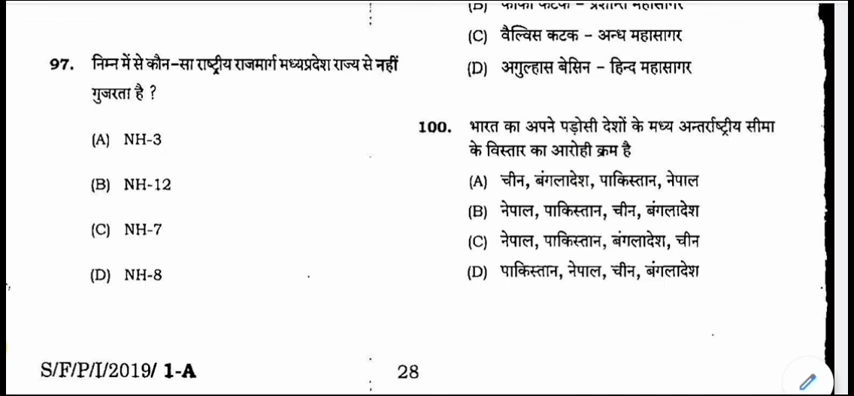 97. निम्न में से कौन-सा राष्ट्रीय राजमार्ग मध्यप्रदेश राज्य से नहीं
गुजरता है ?
(A) NH-3
(B) NH-12
(C) NH-7
(D) NH-8
(C) वैल्विस कटक – अन्ध महासागर
(D) अगुल्हास बेसिन – हिन्द महासागर
100. भारत का अपने पड़ोसी देशों के मध्य अन्तर्राष्ट्रीय सीमा
के विस्तार का आरोही क्रम है
(A) चीन, बंगलादेश, पाकिस्तान, नेपाल
(B) नेपाल, पाकिस्तान, चीन, बंगलादेश
(C) नेपाल, पाकिस्तान, बंगलादेश, चीन
(D) पाकिस्तान, नेपाल, चीन, बंगलादेश
S/F/P/I/2019/ 1-A
28